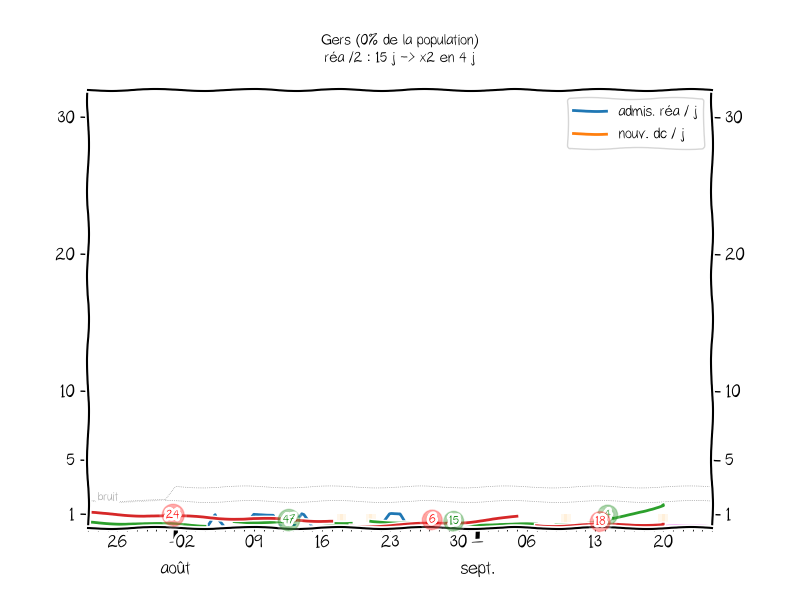 Gers (0% de la population)
réa /2 : 15 j -> x2 en 4 j
admis. réa / j
nouv. dc / j
30 30
20 20
10 10
5 5
bruit
1 1
24 47 6 15 18 4
26 02 09 16 23 30 06 13 20
août sept.